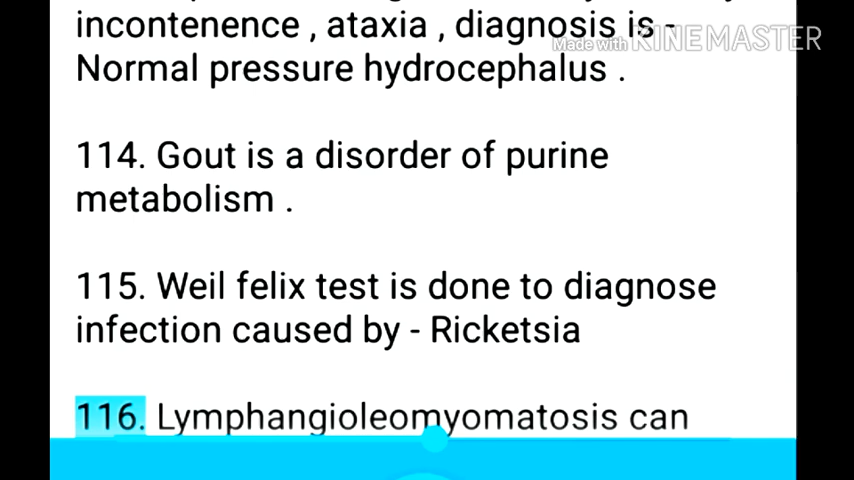 incontenence , ataxia , diagnosis is -
Made with KINEMASTER
Normal pressure hydrocephalus .
114. Gout is a disorder of purine
metabolism .
115. Weil felix test is done to diagnose
infection caused by - Ricketsia
116. Lymphangioleomyomatosis can